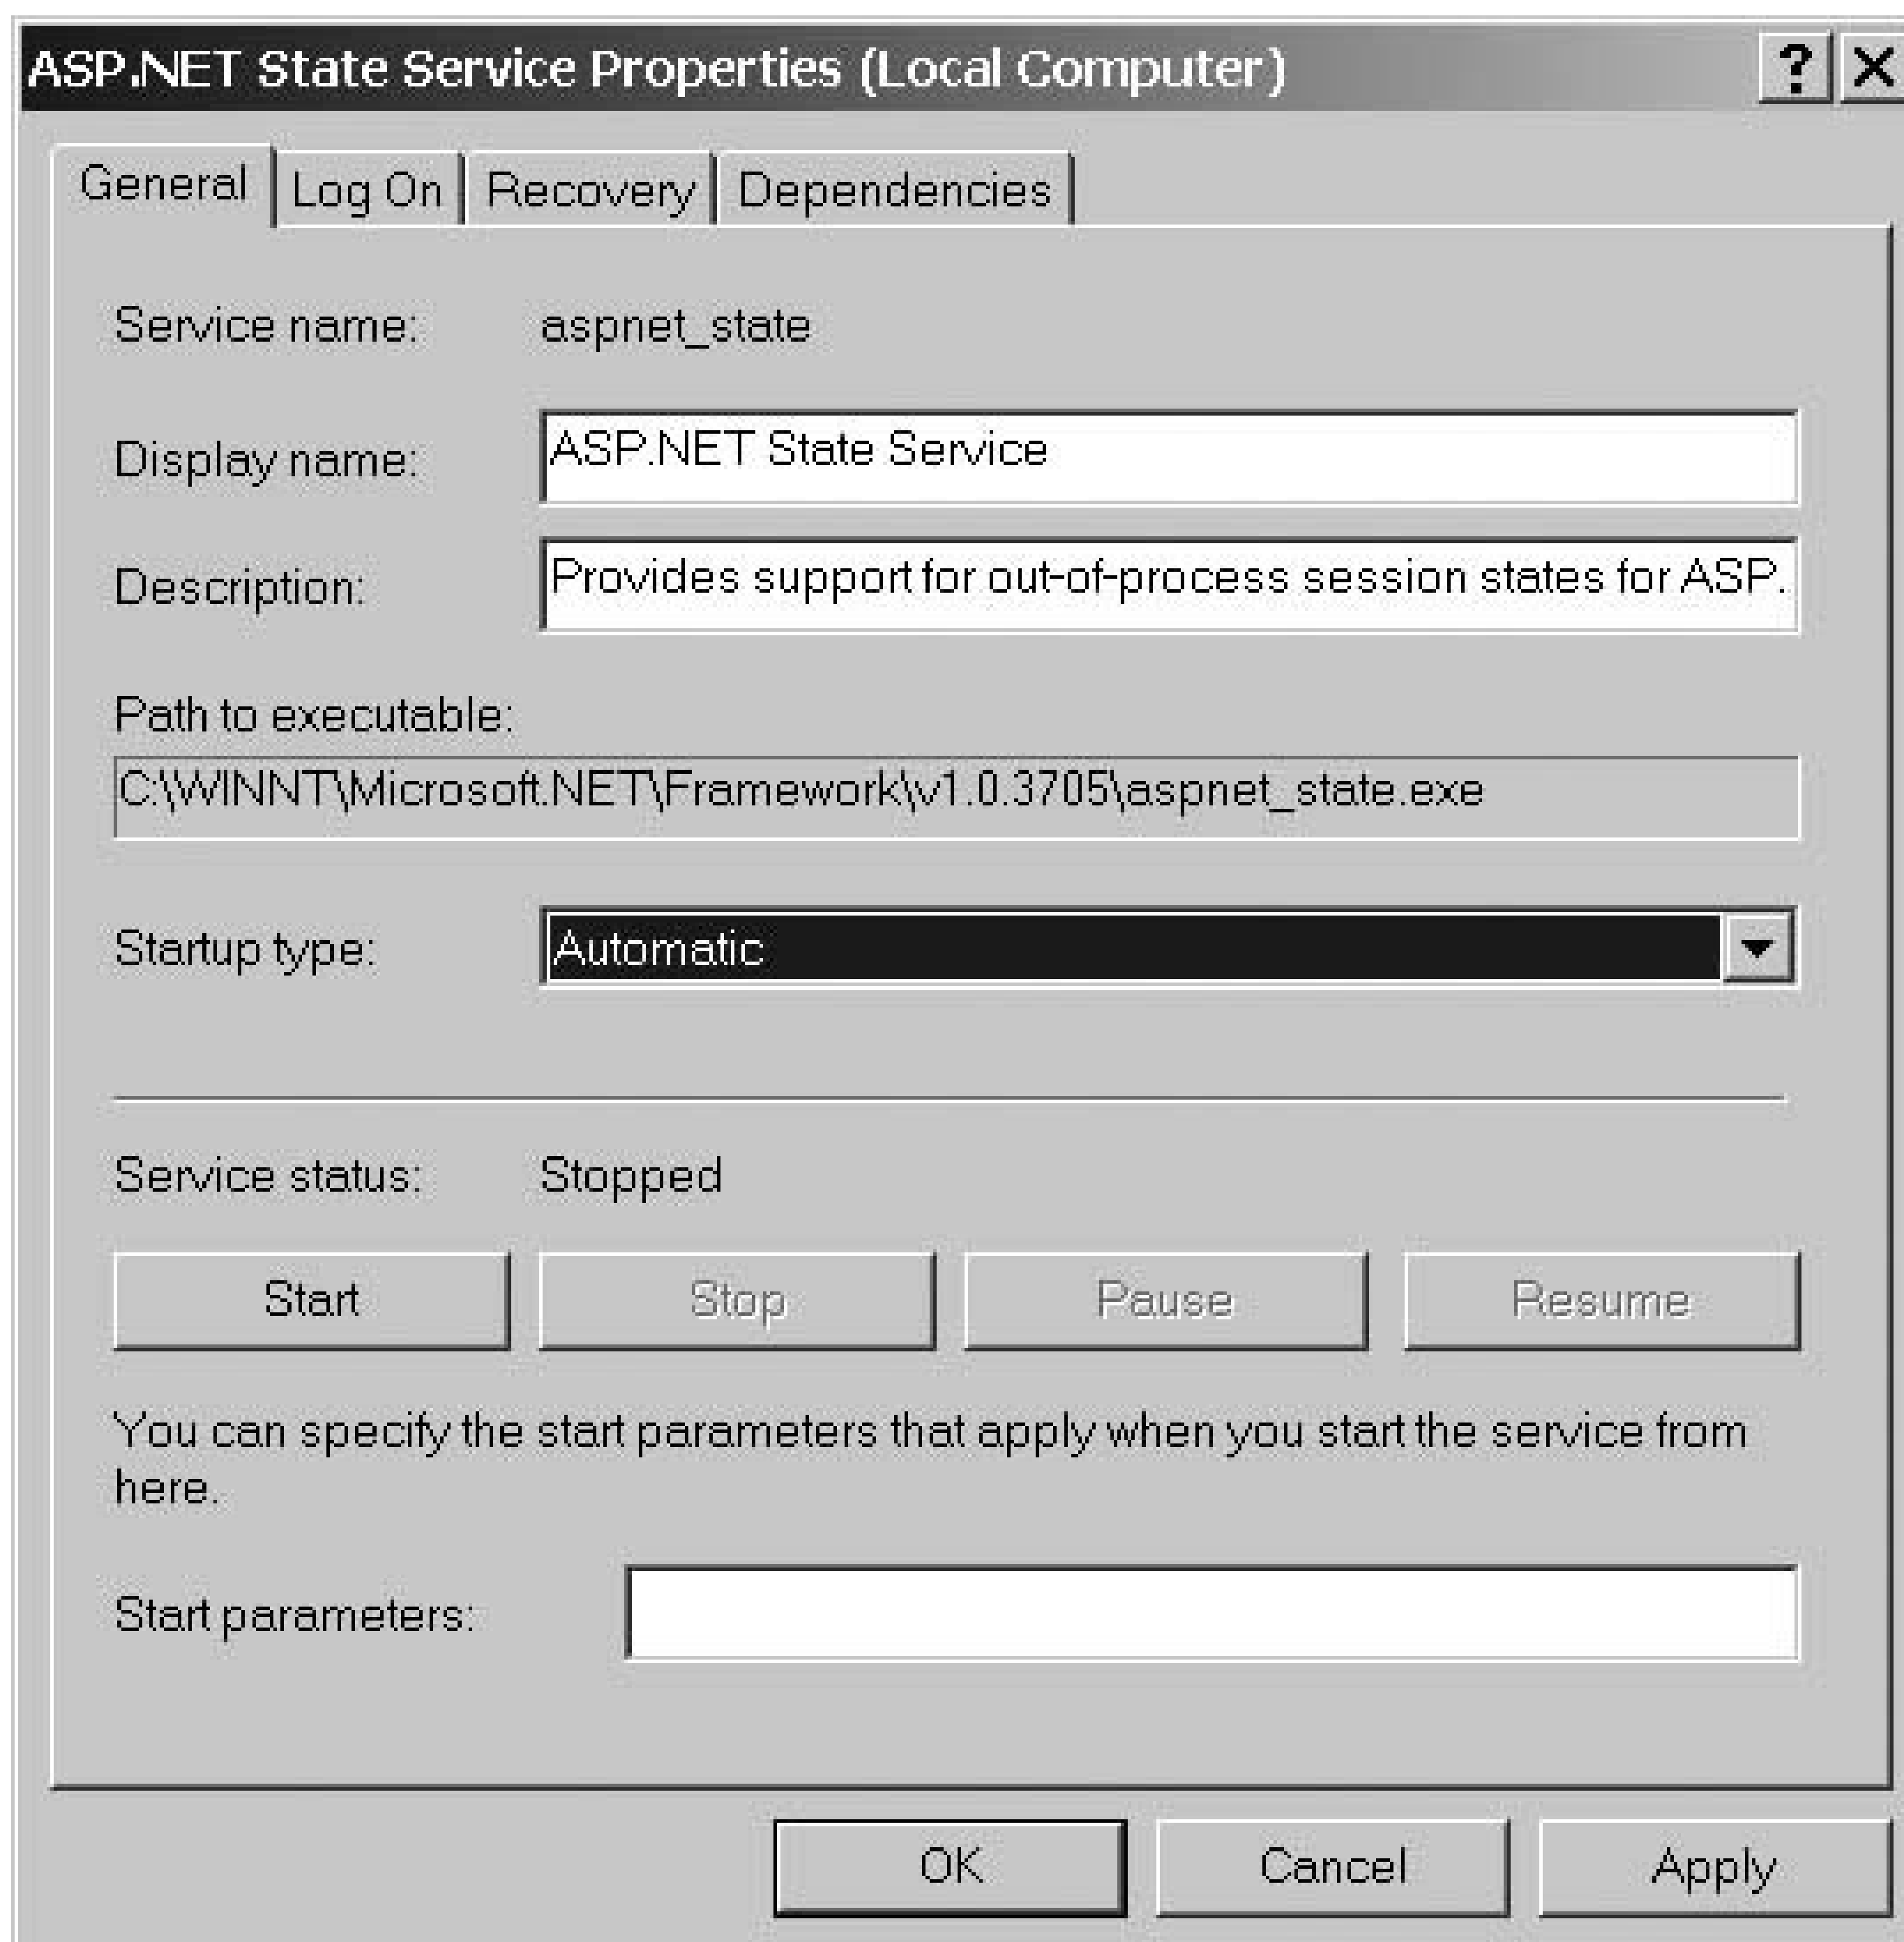 ASP.NET State Service Properties (Local Computer)
General Log On Recovery Dependencies
Service name: aspnet_state
Display name: ASP.NET State Service
Description: Provides support for out-of-process session states for ASP.
Path to executable:
C:\WINNT\Microsoft.NET\Framework\v1.0.3705\aspnet_state.exe
Startup type: Automatic
Service status: Stopped
Start Stop Pause Resume
You can specify the start parameters that apply when you start the service from
here.
Start parameters:
OK Cancel Apply